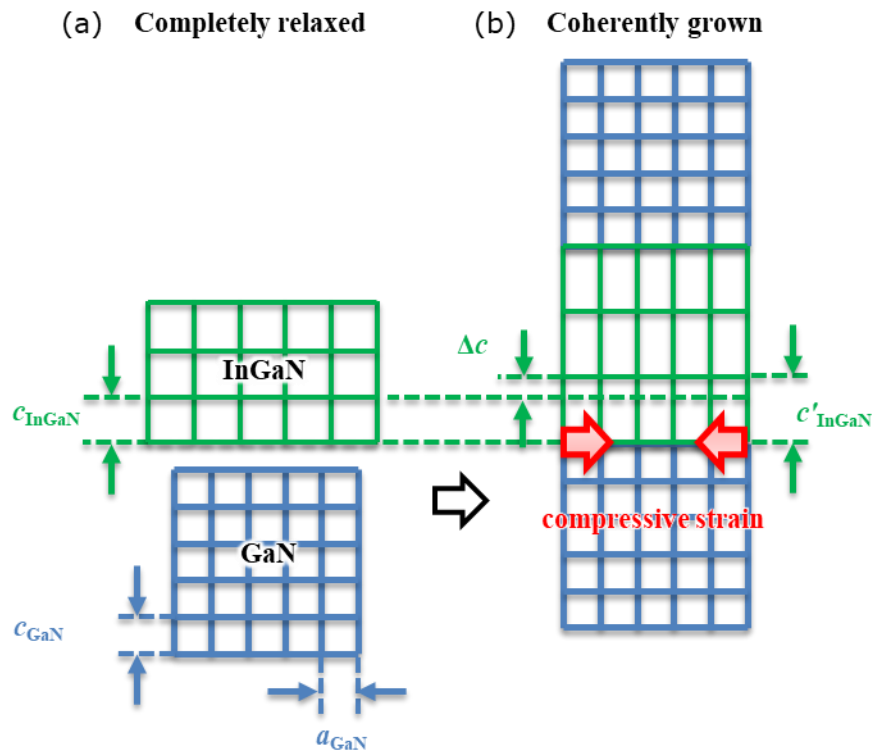 (a) Completely relaxed
(b) Coherently grown
InGaN
Δc
c_InGaN
c′_InGaN
GaN
compressive strain
c_GaN
a_GaN